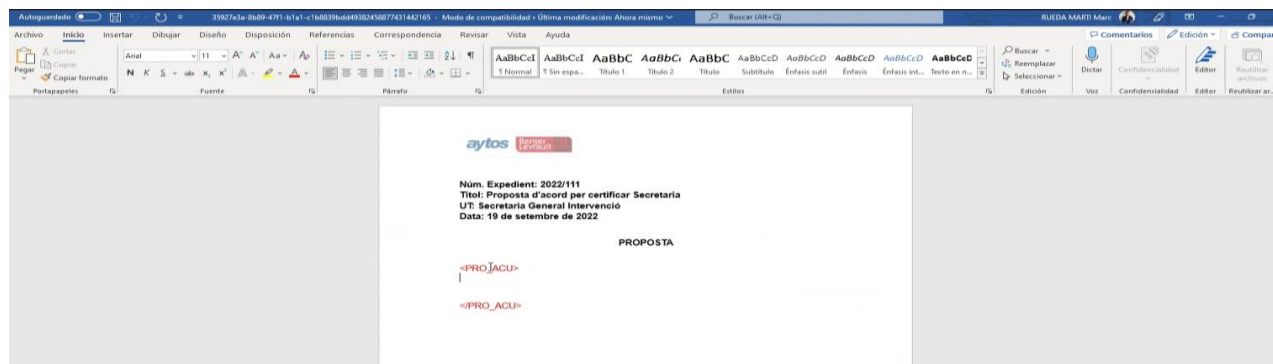 Autoguardado 35927e3a-8b89-47f1-b1a1-c1b8839bdd49382458877431442165 - Modo de compatibilidad • Última modificación: Ahora mismo Buscar (Alt+Q) RUEDA MARTI Marc
Archivo Inicio Insertar Dibujar Diseño Disposición Referencias Correspondencia Revisar Vista Ayuda Comentarios Edición Compar
Pegar Cortar
Copiar
Copiar formato
Arial 11
N K S
AaBbCcI AaBbCcI AaBbC AaBbC AaBbC AaBbCcD AaBbCcD AaBbCcD AaBbCcD AaBbCcD
Normal Sin espa... Título 1 Título 2 Título Subtítulo Énfasis sutil Énfasis Énfasis int... Texto en n...
Buscar
Reemplazar
Seleccionar
Dictar Confidencialidad Editor Reutilizar archivos
Portapapeles Fuente Párrafo Estilos Edición Voz Confidencialidad Editor Reutilizar ar...
aytos Berger Levrault
Núm. Expedient: 2022/111
Titol: Proposta d'acord per certificar Secretaria
UT: Secretaria General Intervenció
Data: 19 de setembre de 2022
PROPOSTA
<PRO_ACU>
</PRO_ACU>